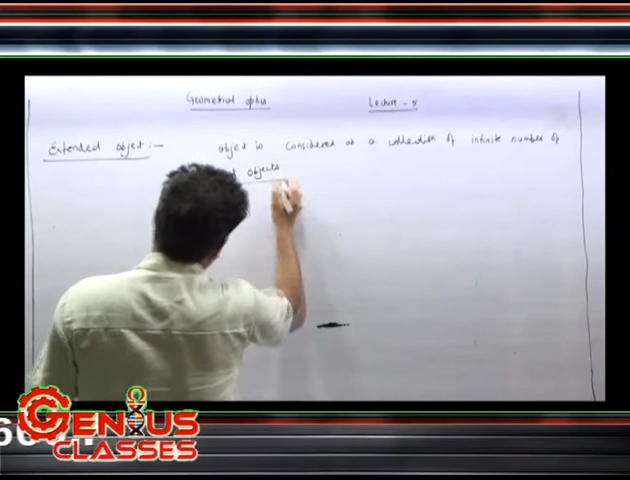 Geometrical optics
Lecture - 5
Extended object :—
object is considered as a collection of infinite number of
objects
GENIUS
CLASSES